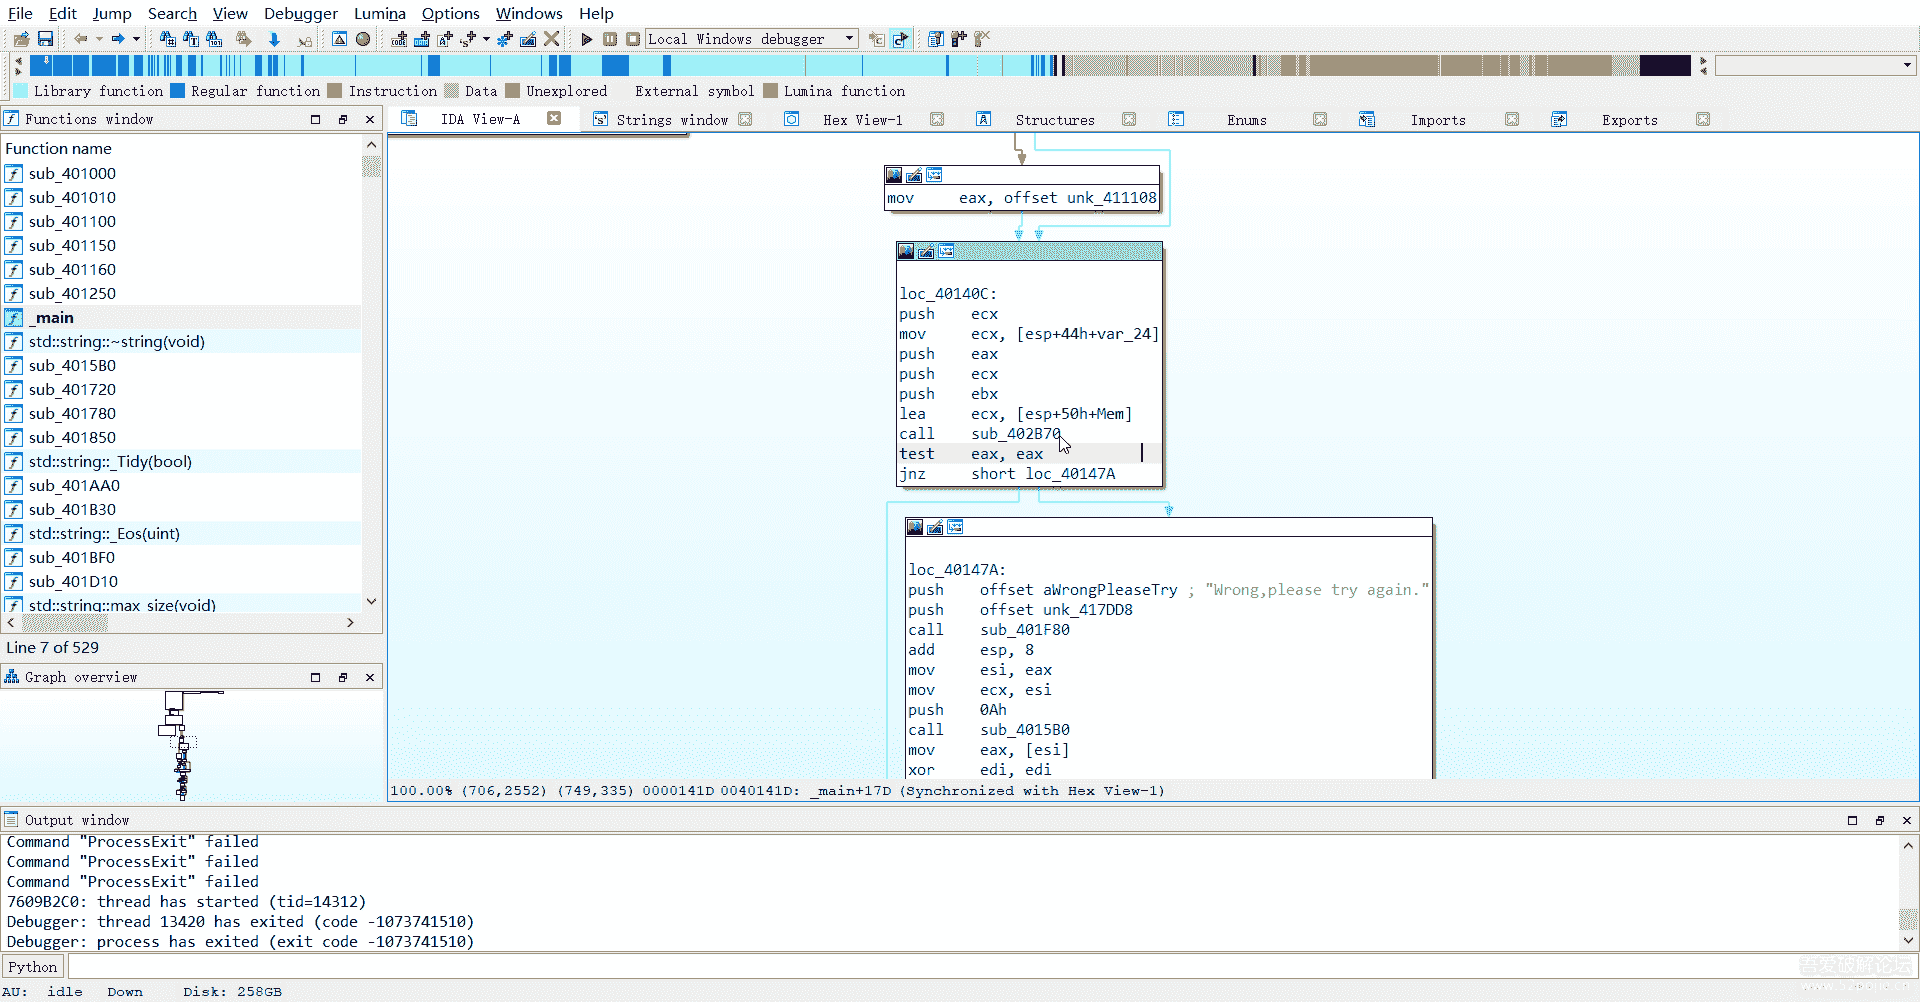 File Edit Jump Search View Debugger Lumina Options Windows Help
Local Windows debugger
Library function Regular function Instruction Data Unexplored External symbol Lumina function
Functions window
IDA View-A Strings window Hex View-1 Structures Enums Imports Exports
Function name
sub_401000
sub_401010
sub_401100
sub_401150
sub_401160
sub_401250
_main
std::string::~string(void)
sub_4015B0
sub_401720
sub_401780
sub_401850
std::string::_Tidy(bool)
sub_401AA0
sub_401B30
std::string::_Eos(uint)
sub_401BF0
sub_401D10
std::string::max_size(void)
Line 7 of 529
Graph overview
mov eax, offset unk_411108
loc_40140C:
push ecx
mov ecx, [esp+44h+var_24]
push eax
push ecx
push ebx
lea ecx, [esp+50h+Mem]
call sub_402B70
test eax, eax
jnz short loc_40147A
loc_40147A:
push offset aWrongPleaseTry ; "Wrong,please try again."
push offset unk_417DD8
call sub_401F80
add esp, 8
mov esi, eax
mov ecx, esi
push 0Ah
call sub_4015B0
mov eax, [esi]
xor edi, edi
100.00% (706,2552) (749,335) 0000141D 0040141D: _main+17D (Synchronized with Hex View-1)
Output window
Command "ProcessExit" failed
Command "ProcessExit" failed
Command "ProcessExit" failed
7609B2C0: thread has started (tid=14312)
Debugger: thread 13420 has exited (code -1073741510)
Debugger: process has exited (exit code -1073741510)
Python
AU: idle Down Disk: 258GB
吾爱破解论坛